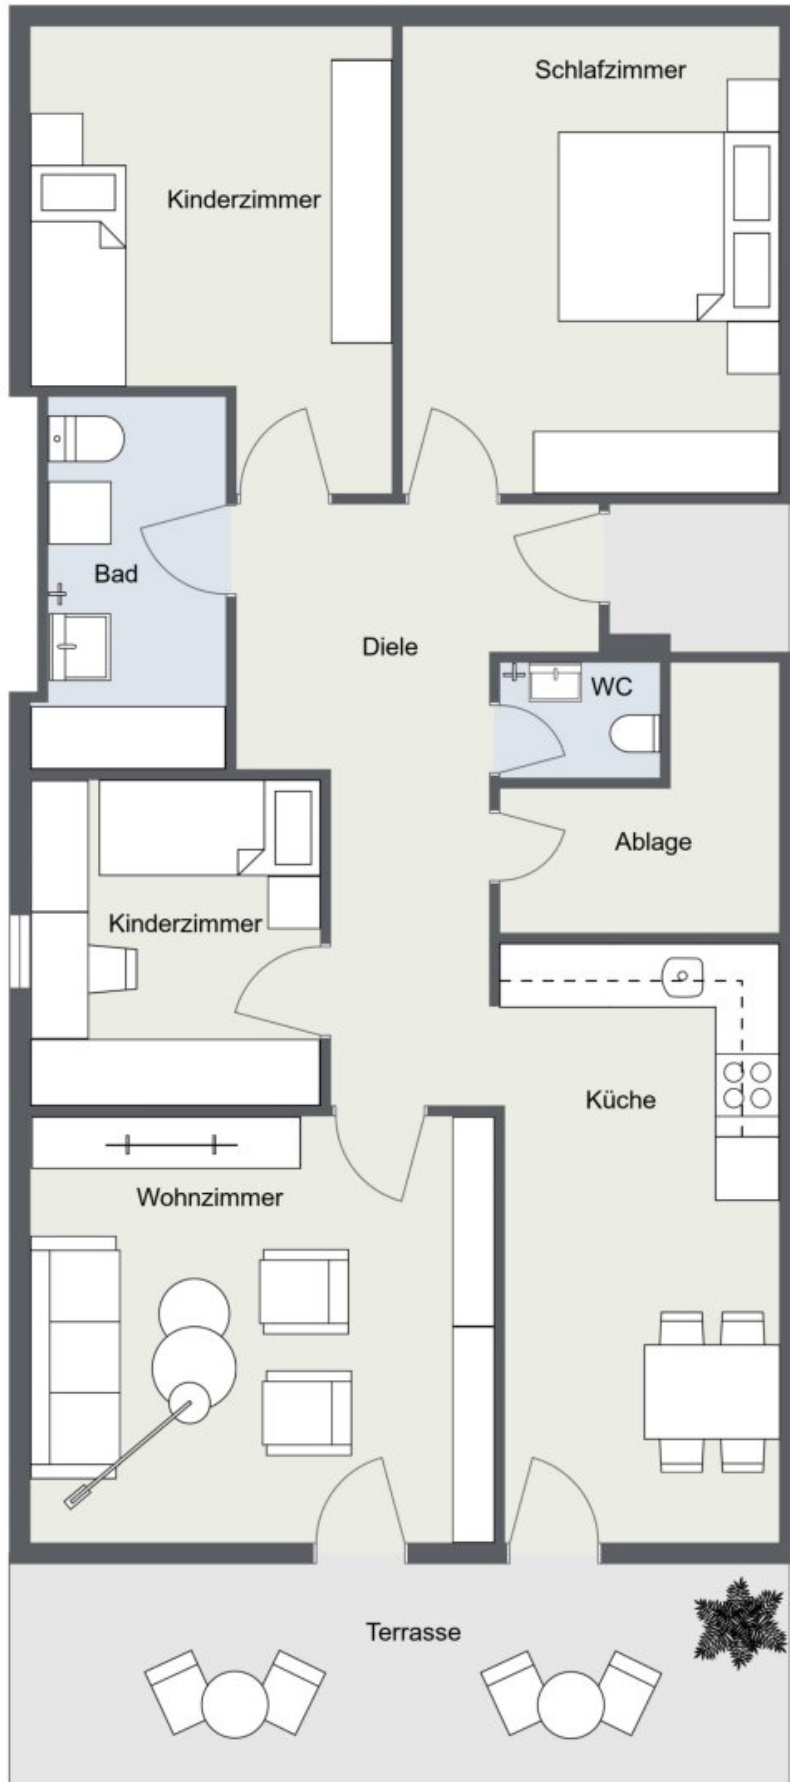 Schlafzimmer
Kinderzimmer
Bad
Diele
WC
Ablage
Kinderzimmer
Küche
Wohnzimmer
Terrasse